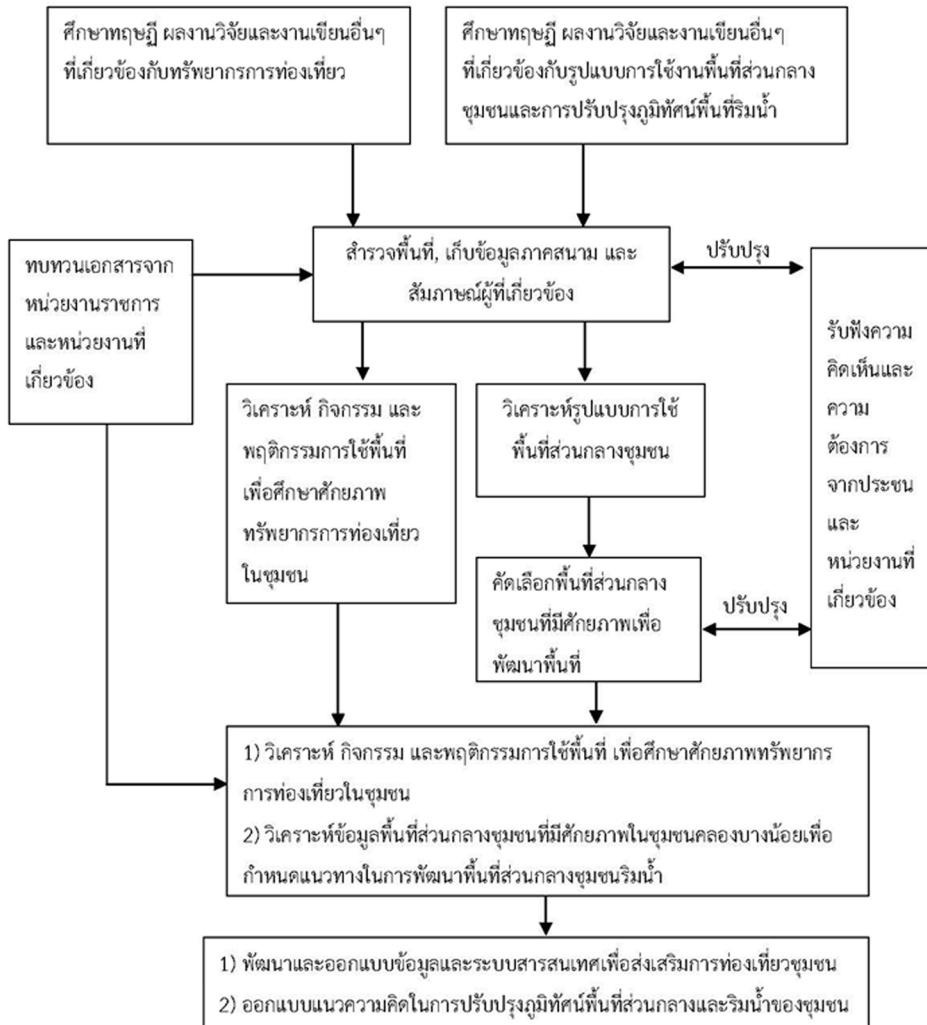 ศึกษาทฤษฏี ผลงานวิจัยและงานเขียนอื่นๆ
ที่เกี่ยวข้องกับทรัพยากรการท่องเที่ยว
ศึกษาทฤษฏี ผลงานวิจัยและงานเขียนอื่นๆ
ที่เกี่ยวข้องกับรูปแบบการใช้งานพื้นที่ส่วนกลาง
ชุมชนและการปรับปรุงภูมิทัศน์พื้นที่ริมน้ำ
ทบทวนเอกสารจาก
หน่วยงานราชการ
และหน่วยงานที่
เกี่ยวข้อง
สำรวจพื้นที่, เก็บข้อมูลภาคสนาม และ
สัมภาษณ์ผู้ที่เกี่ยวข้อง
ปรับปรุง
รับฟังความ
คิดเห็นและ
ความ
ต้องการ
จากประชน
และ
หน่วยงานที่
เกี่ยวข้อง
วิเคราะห์ กิจกรรม และ
พฤติกรรมการใช้พื้นที่
เพื่อศึกษาศักยภาพ
ทรัพยากรการท่องเที่ยว
ในชุมชน
วิเคราะห์รูปแบบการใช้
พื้นที่ส่วนกลางชุมชน
คัดเลือกพื้นที่ส่วนกลาง
ชุมชนที่มีศักยภาพเพื่อ
พัฒนาพื้นที่
ปรับปรุง
1) วิเคราะห์ กิจกรรม และพฤติกรรมการใช้พื้นที่ เพื่อศึกษาศักยภาพทรัพยากร
การท่องเที่ยวในชุมชน
2) วิเคราะห์ข้อมูลพื้นที่ส่วนกลางชุมชนที่มีศักยภาพในชุมชนคลองบางน้อยเพื่อ
กำหนดแนวทางในการพัฒนาพื้นที่ส่วนกลางชุมชนริมน้ำ
1) พัฒนาและออกแบบข้อมูลและระบบสารสนเทศเพื่อส่งเสริมการท่องเที่ยวชุมชน
2) ออกแบบแนวความคิดในการปรับปรุงภูมิทัศน์พื้นที่ส่วนกลางและริมน้ำของชุมชน